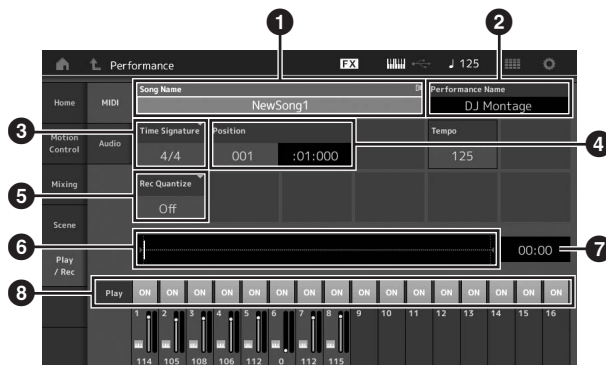 1
2
Performance
FX
♩ 125
Home
MIDI
Song Name
NewSong1
Performance Name
DJ Montage
3
Motion Control
Audio
Time Signature
4/4
Position
001 :01:000
Tempo
125
4
5
Mixing
Rec Quantize
Off
Scene
6
Play / Rec
00:00
7
8
Play ON ON ON ON ON ON ON ON ON ON ON ON ON ON ON ON
1 2 3 4 5 6 7 8 9 10 11 12 13 14 15 16
114 105 108 106 112 0 112 115